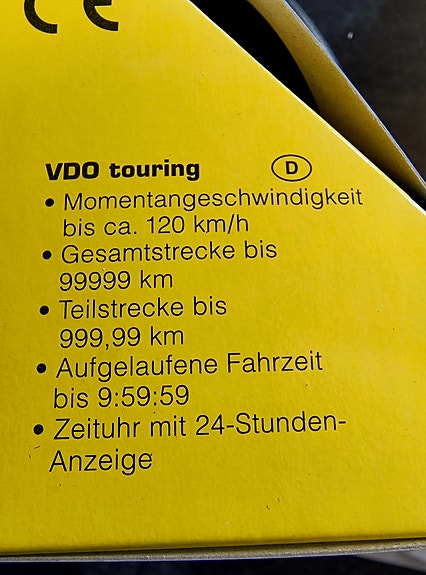 CE
VDO touring D
• Momentangeschwindigkeit
bis ca. 120 km/h
• Gesamtstrecke bis
99999 km
• Teilstrecke bis
999,99 km
• Aufgelaufene Fahrzeit
bis 9:59:59
• Zeituhr mit 24-Stunden-
Anzeige